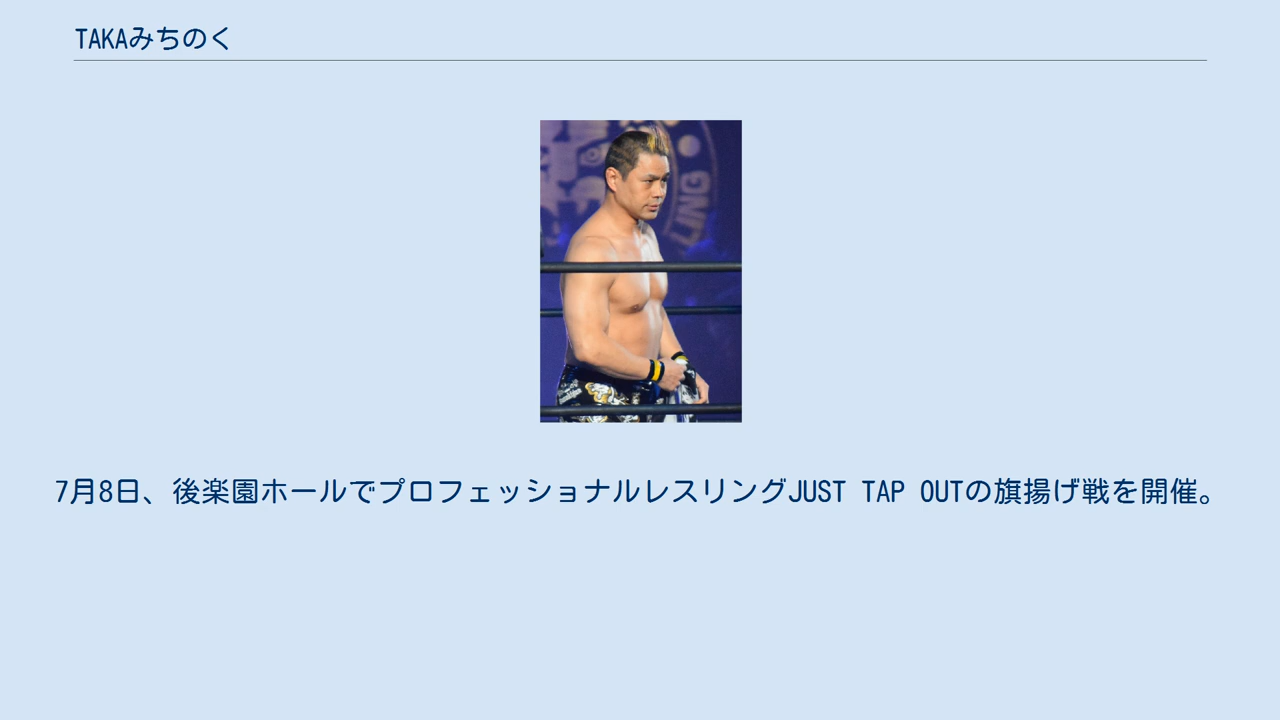 TAKAみちのく
LING
7月8日、後楽園ホールでプロフェッショナルレスリングJUST TAP OUTの旗揚げ戦を開催。